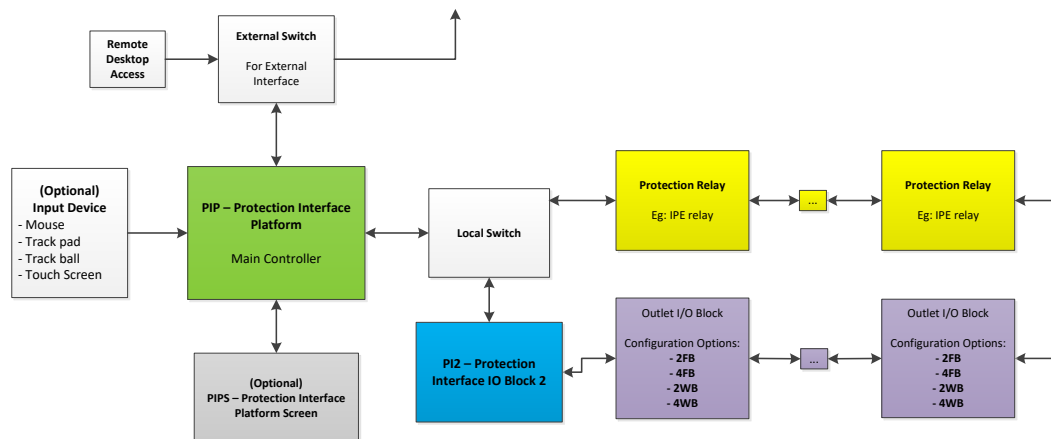 Remote
Desktop
Access
External Switch
For External
Interface
(Optional)
Input Device
- Mouse
- Track pad
- Track ball
- Touch Screen
PIP – Protection Interface
Platform
Main Controller
Local Switch
Protection Relay
Eg: IPE relay
...
Protection Relay
Eg: IPE relay
(Optional)
PIPS – Protection Interface
Platform Screen
PI2 – Protection
Interface IO Block 2
Outlet I/O Block
Configuration Options:
- 2FB
- 4FB
- 2WB
- 4WB
...
Outlet I/O Block
Configuration Options:
- 2FB
- 4FB
- 2WB
- 4WB